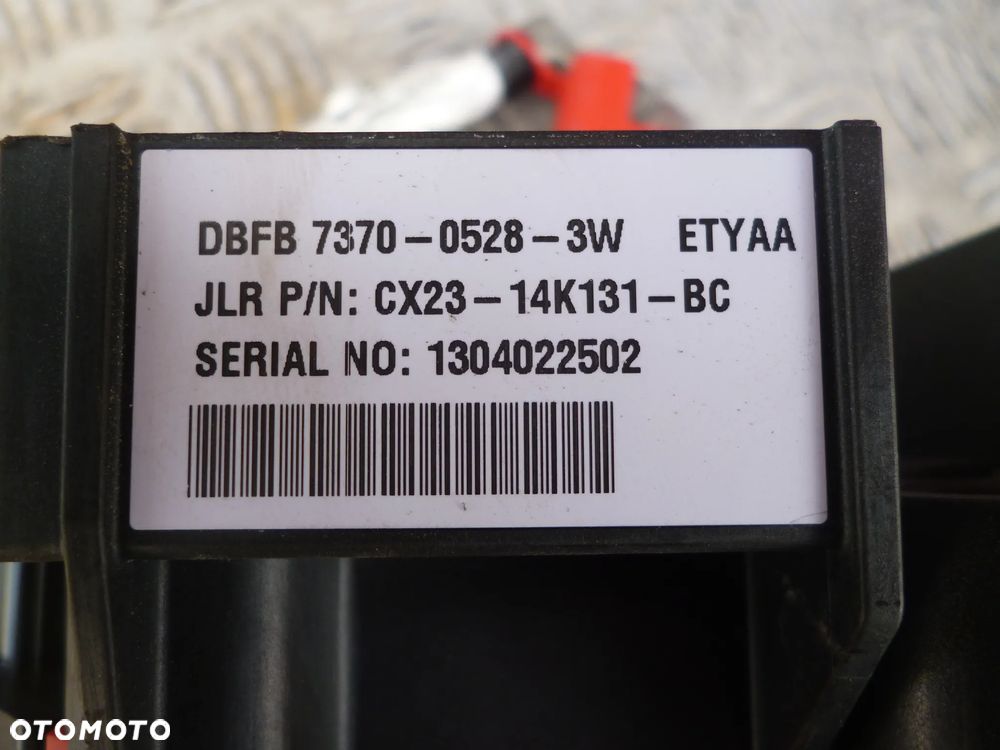 DBFB 7370-0528-3W ETYAA
JLR P/N: CX23-14K131-BC
SERIAL NO: 1304022502
OTOMOTO